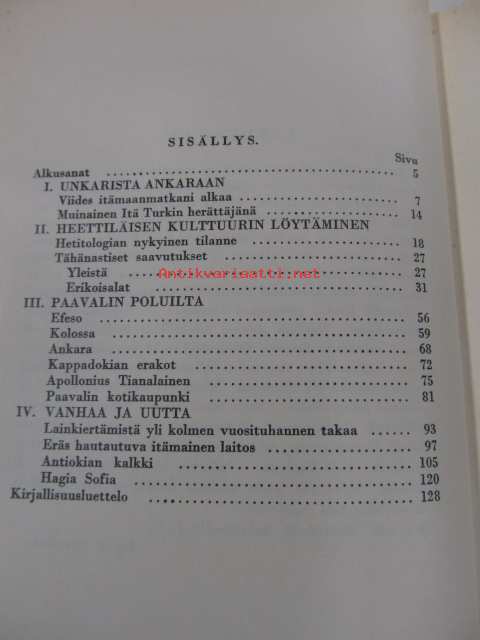 SISÄLLYS.
Sivu
Alkusanat ................................ 5
I. UNKARISTA ANKARAAN
Viides itämaanmatkani alkaa .................... 7
Muinainen Itä Turkin herättäjänä ................ 14
II. HEETTILÄISEN KULTTUURIN LÖYTÄMINEN
Hetitologian nykyinen tilanne .................... 18
Tähänastiset saavutukset ........................ 27
Yleistä ................................ 27
Antikvariaatti.net
Erikoisalat ................................ 31
III. PAAVALIN POLUILTA
Efeso ................................ 56
Kolossa ................................ 59
Ankara ................................ 68
Kappadokian erakot ........................ 72
Apollonius Tianalainen ........................ 75
Paavalin kotikaupunki ........................ 81
IV. VANHAA JA UUTTA
Lainkiertämistä yli kolmen vuosituhannen takaa ...... 93
Eräs hautautuva itämainen laitos .................. 97
Antiokian kalkki ........................ 105
Hagia Sofia ................................ 120
Kirjallisuusluettelo ................................ 128